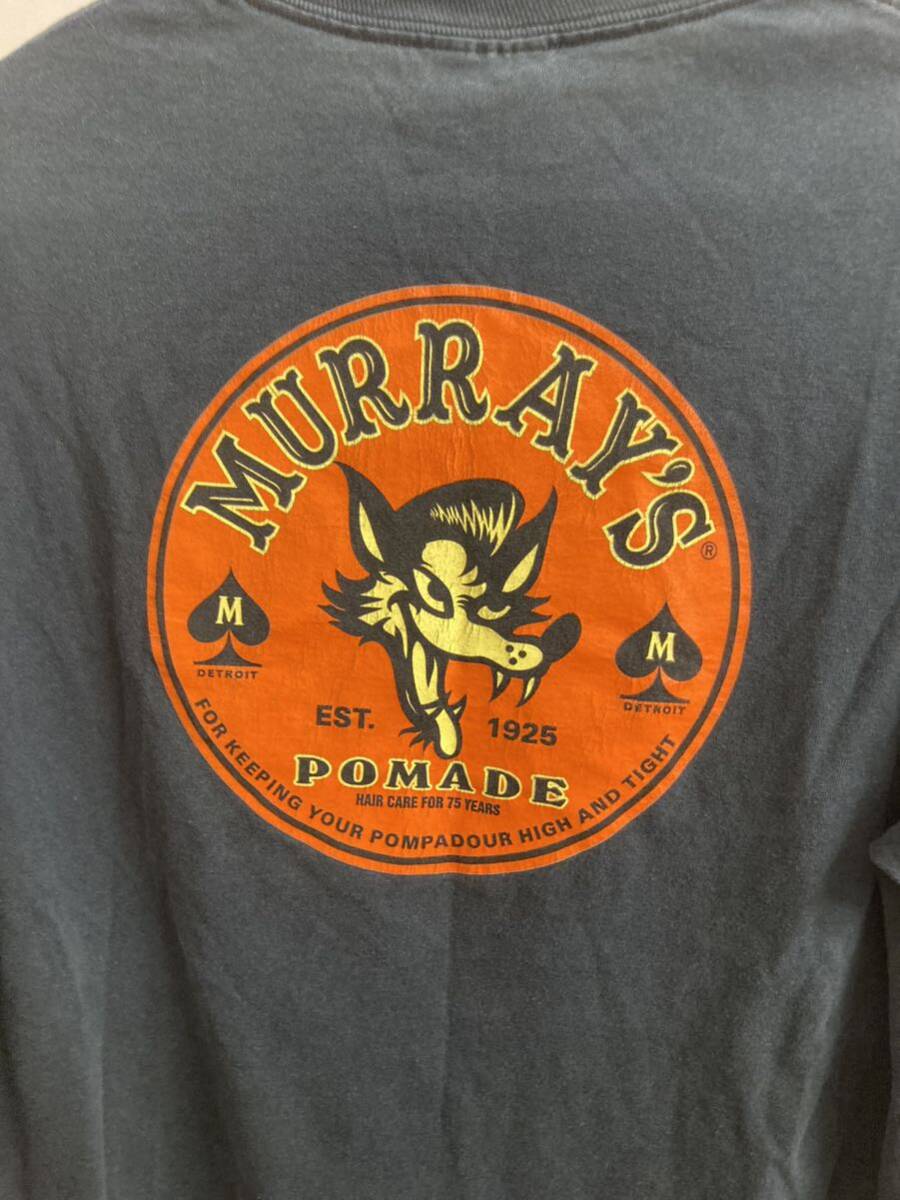 MURRAY'S®
M
DETROIT
M
DETROIT
EST. 1925
POMADE
HAIR CARE FOR 75 YEARS
FOR KEEPING YOUR POMPADOUR HIGH AND TIGHT